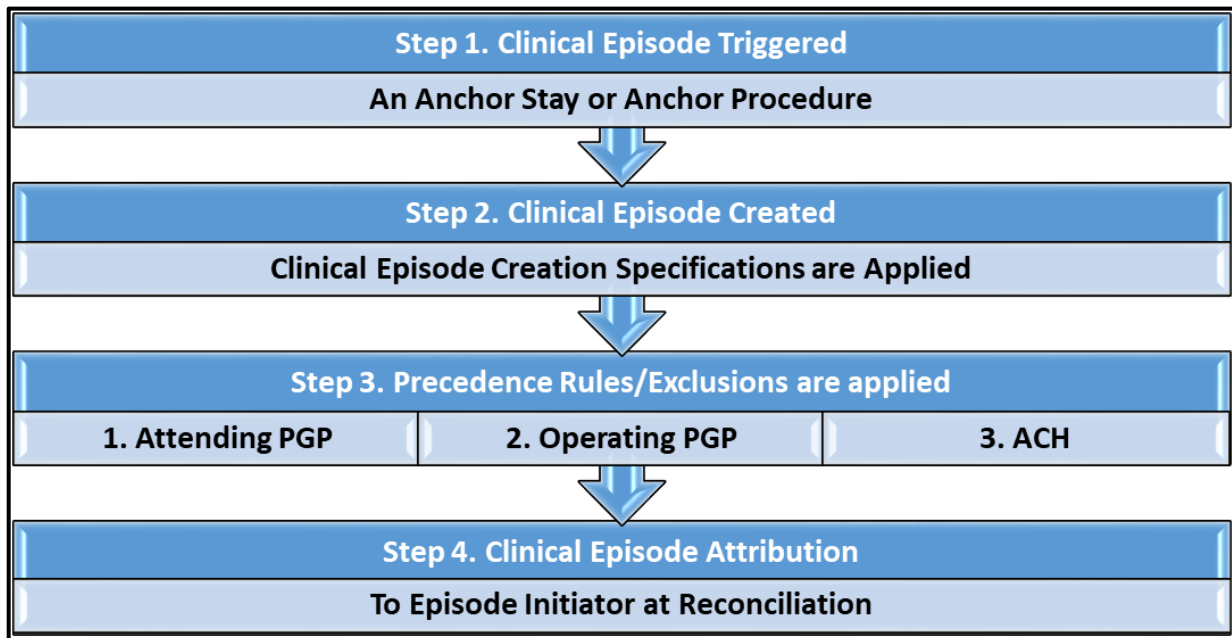 Step 1. Clinical Episode Triggered
An Anchor Stay or Anchor Procedure
Step 2. Clinical Episode Created
Clinical Episode Creation Specifications are Applied
Step 3. Precedence Rules/Exclusions are applied
1. Attending PGP
2. Operating PGP
3. ACH
Step 4. Clinical Episode Attribution
To Episode Initiator at Reconciliation